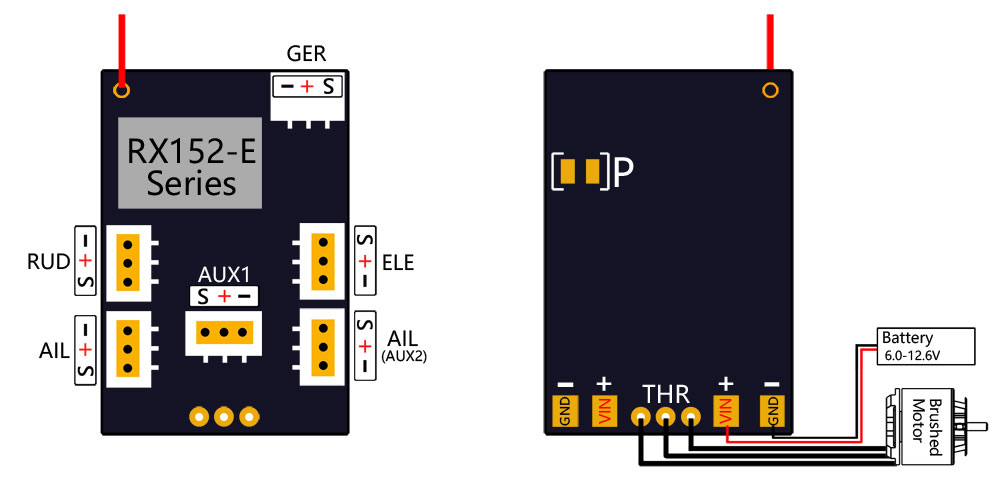 GER
− + S
RX152-E
Series
RUD
− + S
S + −
ELE
AUX1
S + −
AIL
− + S
S + −
AIL
(AUX2)
P
− + THR + −
GND VIN VIN GND
Battery
6.0-12.6V
Brushed
Motor